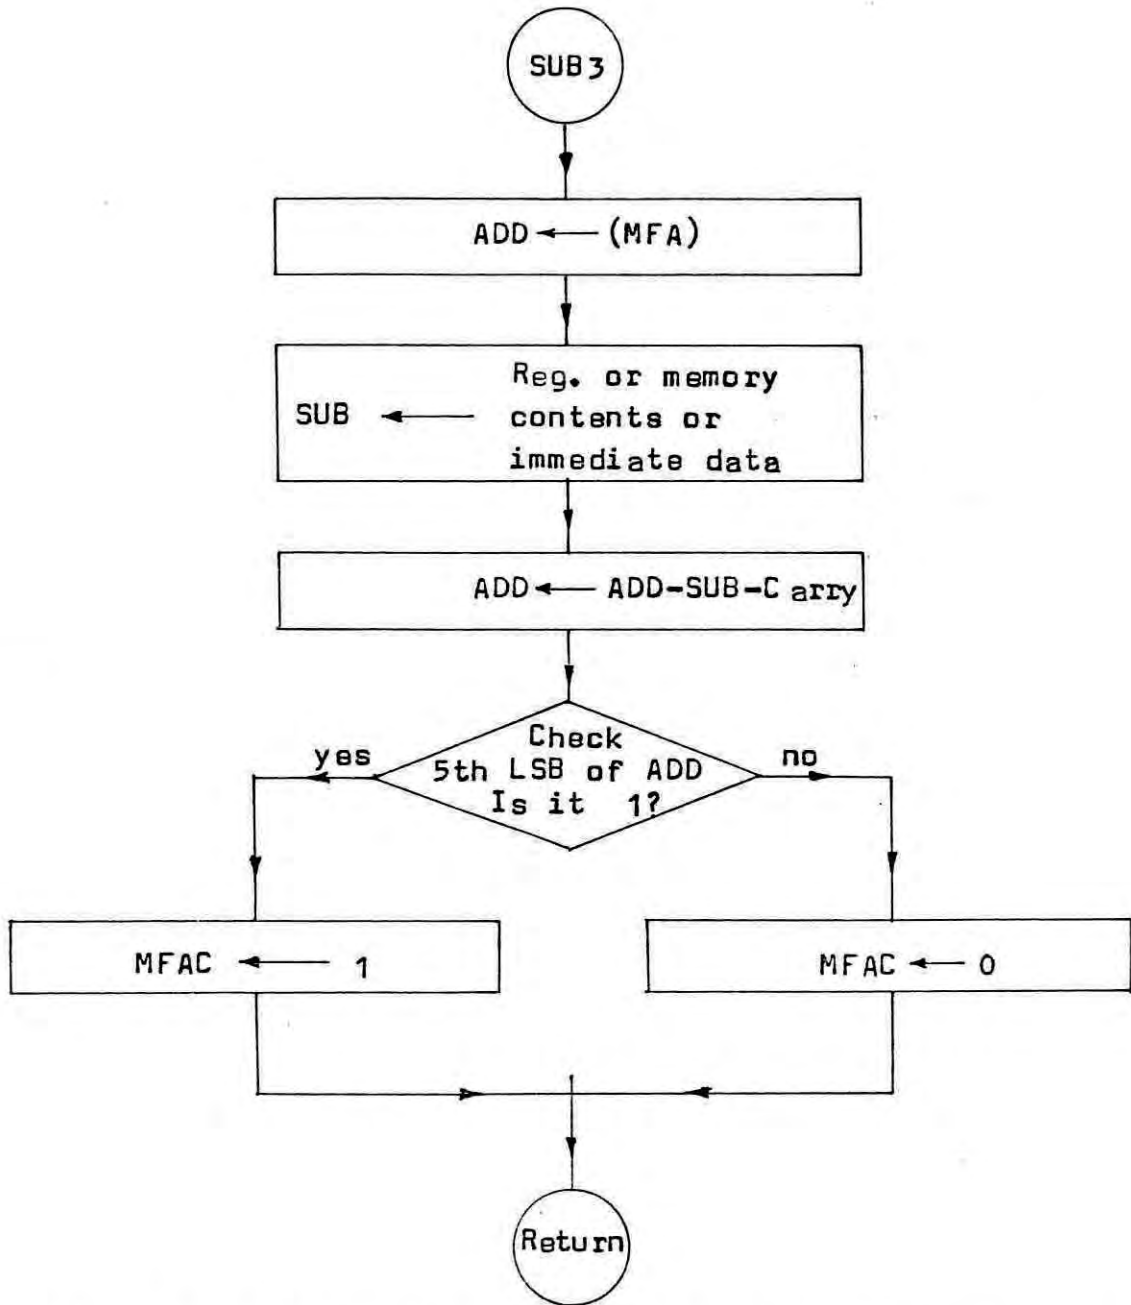 SUB3
ADD ← (MFA)
Reg. or memory
SUB ← contents or
immediate data
ADD ← ADD-SUB-Carry
Check
yes 5th LSB of ADD no
Is it 1?
MFAC ← 1
MFAC ← 0
Return